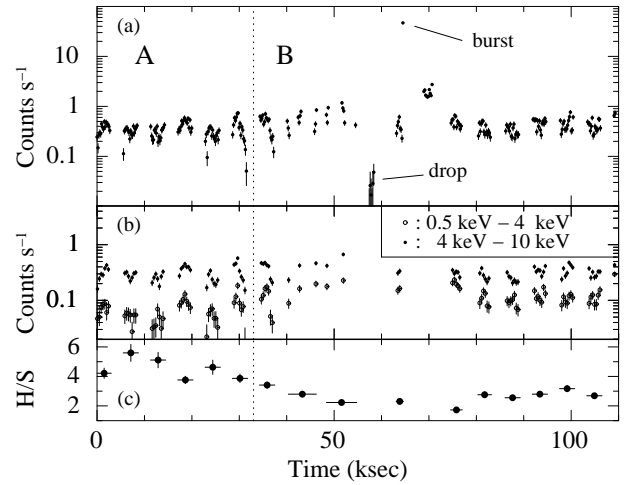 (a)
A
B
burst
drop
Counts s⁻¹
10
1
0.1
(b)
: 0.5 keV – 4 keV
: 4 keV – 10 keV
Counts s⁻¹
1
0.1
(c)
H/S
6
4
2
0
50
100
Time (ksec)